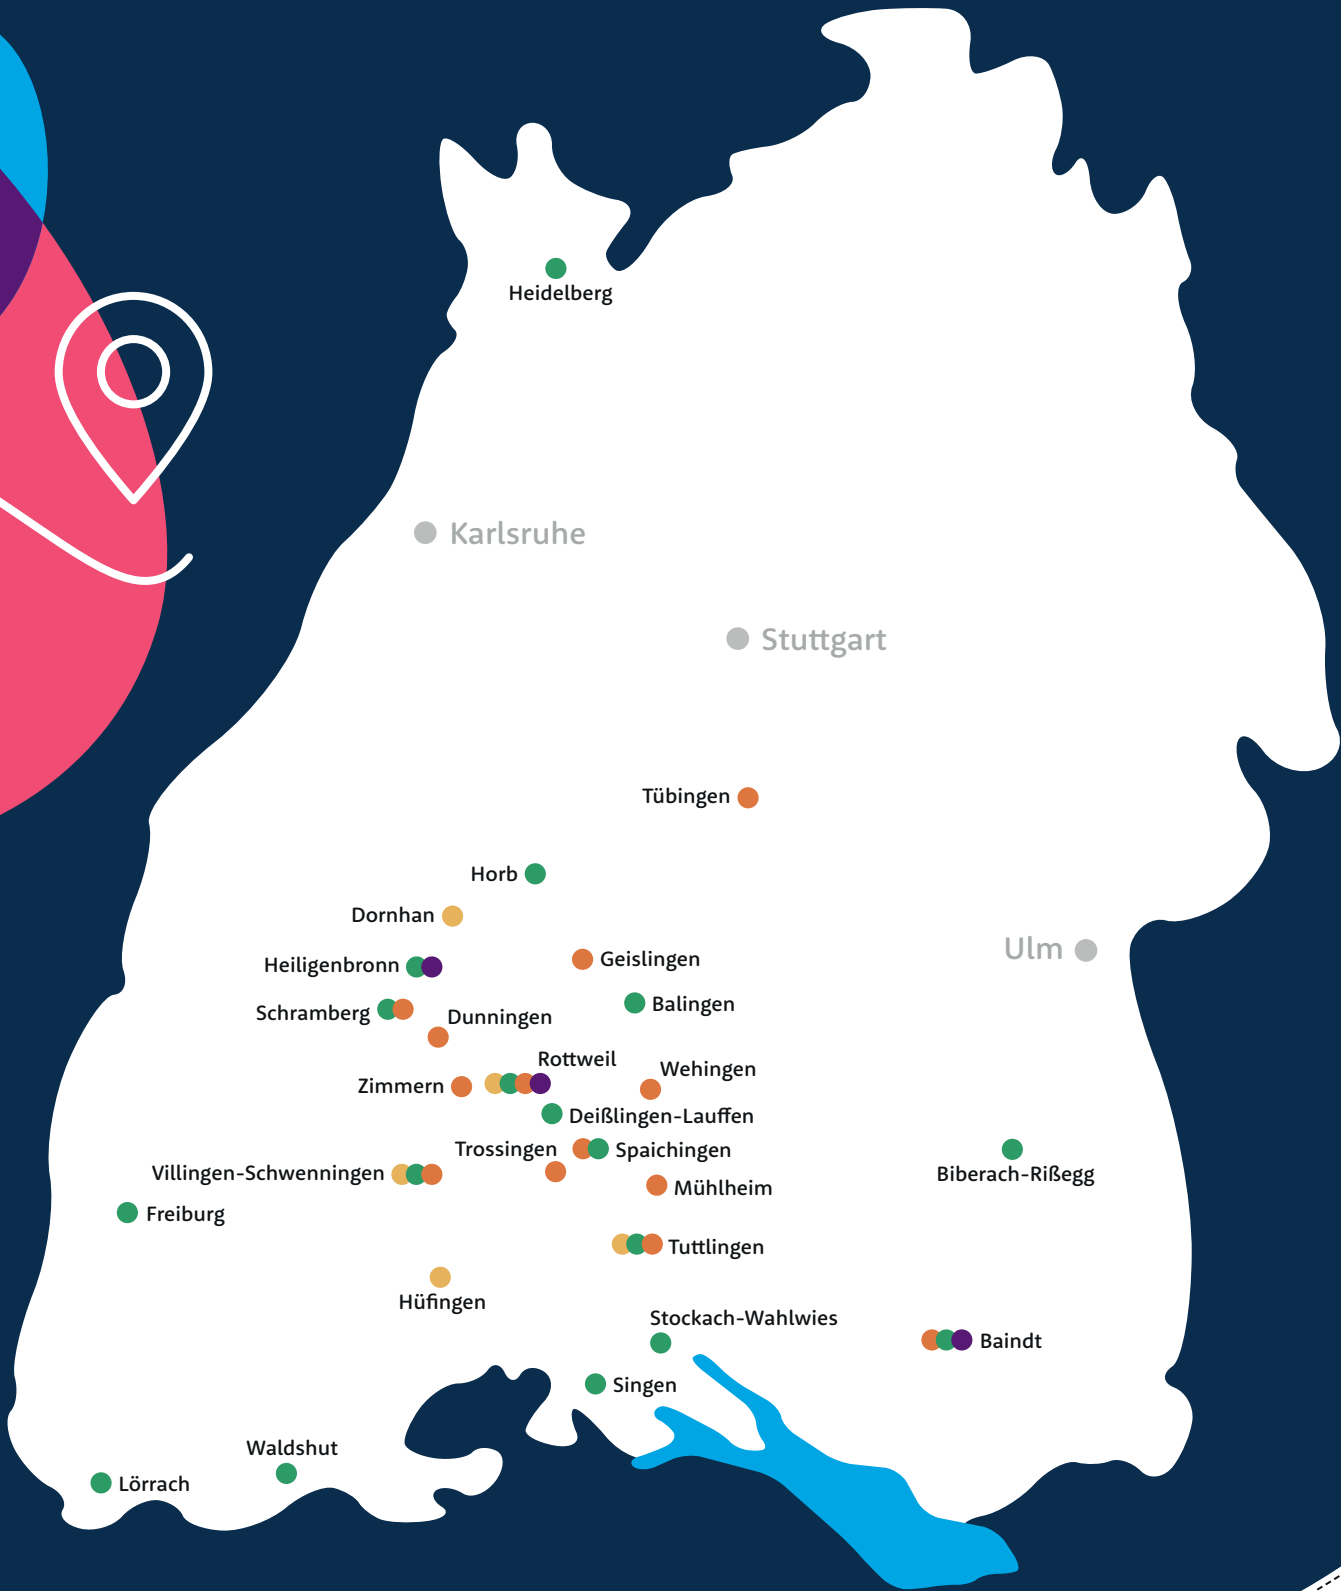 Heidelberg
Karlsruhe
Stuttgart
Tübingen
Horb
Dornhan
Ulm
Heiligenbronn
Geislingen
Balingen
Schramberg
Dunningen
Rottweil
Wehingen
Zimmern
Deißlingen-Lauffen
Trossingen
Spaichingen
Villingen-Schwenningen
Biberach-Rißegg
Mühlheim
Freiburg
Tuttlingen
Hüfingen
Stockach-Wahlwies
Baindt
Singen
Waldshut
Lörrach